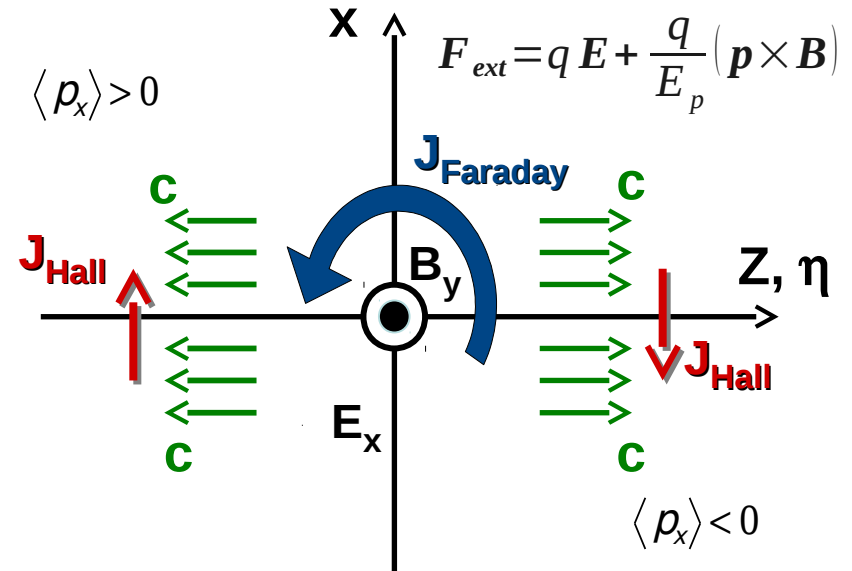 x
F_ext = q E + q/E_p ( p × B )
⟨p_x⟩ > 0
J_Faraday
c
c
J_Hall
B_y
Z, η
J_Hall
E_x
c
c
⟨p_x⟩ < 0